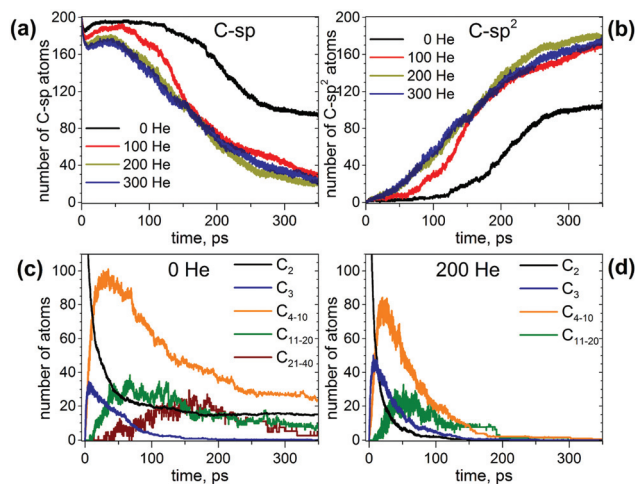 (a)
C-sp
number of C-sp atoms
200
160
120
80
40
0
0 He
100 He
200 He
300 He
0 100 200 300
time, ps
(b)
C-sp²
number of C-sp² atoms
200
160
120
80
40
0
0 He
100 He
200 He
300 He
0 100 200 300
time, ps
(c)
0 He
number of atoms
100
80
60
40
20
0
C₂
C₃
C₄₋₁₀
C₁₁₋₂₀
C₂₁₋₄₀
0 100 200 300
time, ps
(d)
200 He
number of atoms
100
80
60
40
20
0
C₂
C₃
C₄₋₁₀
C₁₁₋₂₀
0 100 200 300
time, ps